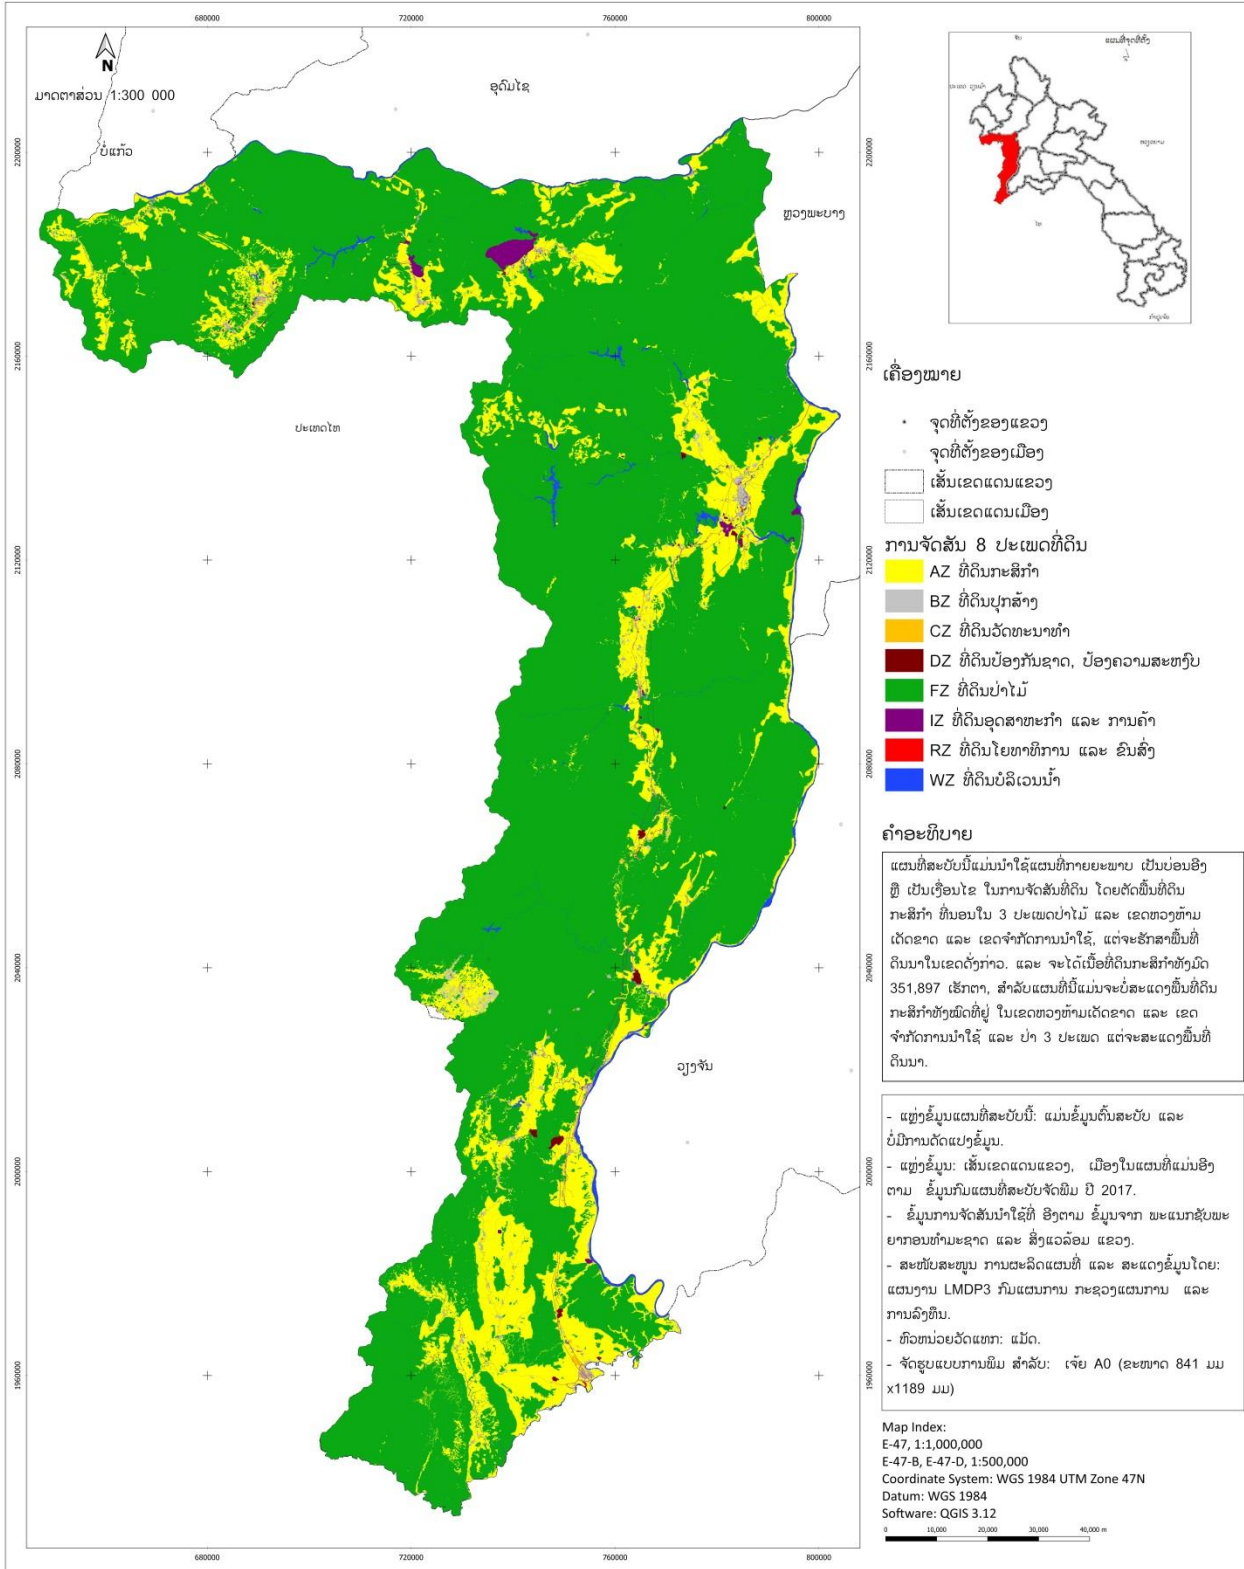 680000 720000 760000 800000
N
ມາດຕາສ່ວນ 1:300 000
ອຸດົມໄຊ
ບໍ່ແກ້ວ
ຫຼວງພະບາງ
ປະເທດໄທ
ວຽງຈັນ
2200000
2160000
2120000
2080000
2040000
2000000
1960000
2200000
2160000
2120000
2080000
2040000
2000000
1960000
680000 720000 760000 800000
ແຜນທີ່ຈຸດທີ່ຕັ້ງ
ເຄື່ອງໝາຍ
ຈຸດທີ່ຕັ້ງຂອງແຂວງ
ຈຸດທີ່ຕັ້ງຂອງເມືອງ
ເສັ້ນເຂດແດນແຂວງ
ເສັ້ນເຂດແດນເມືອງ
ການຈັດສັນ 8 ປະເພດທີ່ດິນ
AZ ທີ່ດິນກະສິກຳ
BZ ທີ່ດິນປຸກສ້າງ
CZ ທີ່ດິນວັດທະນາທຳ
DZ ທີ່ດິນປ້ອງກັນຊາດ, ປ້ອງຄວາມສະຫງົບ
FZ ທີ່ດິນປ່າໄມ້
IZ ທີ່ດິນອຸດສາຫະກຳ ແລະ ການຄ້າ
RZ ທີ່ດິນໂຍທາທິການ ແລະ ຂົນສົ່ງ
WZ ທີ່ດິນບໍລິເວນນ້ຳ
ຄຳອະທິບາຍ
ແຜນທີ່ສະບັບນີ້ແມ່ນນຳໃຊ້ແຜນທີ່ກາຍຍະພາບ ເປັນບ່ອນອີງ
ຫຼື ເປັນເງື່ອນໄຂ ໃນການຈັດສັນທີ່ດິນ ໂດຍຕັດພື້ນທີ່ດິນ
ກະສິກຳ ທີ່ນອນໃນ 3 ປະເພດປ່າໄມ້ ແລະ ເຂດຫວງຫ້າມ
ເດັດຂາດ ແລະ ເຂດຈຳກັດການນຳໃຊ້, ແຕ່ຈະຮັກສາພື້ນທີ່
ດິນນາໃນເຂດດັ່ງກ່າວ. ແລະ ຈະໄດ້ເນື້ອທີ່ດິນກະສິກຳທັງມົດ
351,897 ເຮັກຕາ, ສຳລັບແຜນທີ່ນີ້ແມ່ນຈະບໍ່ສະແດງພື້ນທີ່ດິນ
ກະສິກຳທັງໝົດທີ່ຢູ່ ໃນເຂດຫວງຫ້າມເດັດຂາດ ແລະ ເຂດ
ຈຳກັດການນຳໃຊ້ ແລະ ປ່າ 3 ປະເພດ ແຕ່ຈະສະແດງພື້ນທີ່
ດິນນາ.
- ແຫຼ່ງຂໍ້ມູນແຜນທີ່ສະບັບນີ້: ແມ່ນຂໍ້ມູນຕົ້ນສະບັບ ແລະ
ບໍ່ມີການດັດແປງຂໍ້ມູນ.
- ແຫຼ່ງຂໍ້ມູນ: ເສັ້ນເຂດແດນແຂວງ, ເມືອງໃນແຜນທີ່ແມ່ນອີງ
ຕາມ ຂໍ້ມູນກົມແຜນທີ່ສະບັບຈັດພິມ ປີ 2017.
- ຂໍ້ມູນການຈັດສັນນຳໃຊ້ທີ່ ອີງຕາມ ຂໍ້ມູນຈາກ ພະແນກຊັບພະ
ຍາກອນທຳມະຊາດ ແລະ ສິ່ງແວລ້ອມ ແຂວງ.
- ສະໜັບສະໜູນ ການຜະລິດແຜນທີ່ ແລະ ສະແດງຂໍ້ມູນໂດຍ:
ແຜນງານ LMDP3 ກົມແຜນການ ກະຊວງແຜນການ ແລະ
ການລົງທຶນ.
- ຫົວຫນ່ວຍວັດແທກ: ແມັດ.
- ຈັດຮູບແບບການພິມ ສຳລັບ: ເຈ້ຍ A0 (ຂະໜາດ 841 ມມ
x1189 ມມ)
Map Index:
E-47, 1:1,000,000
E-47-B, E-47-D, 1:500,000
Coordinate System: WGS 1984 UTM Zone 47N
Datum: WGS 1984
Software: QGIS 3.12
0 10,000 20,000 30,000 40,000 m